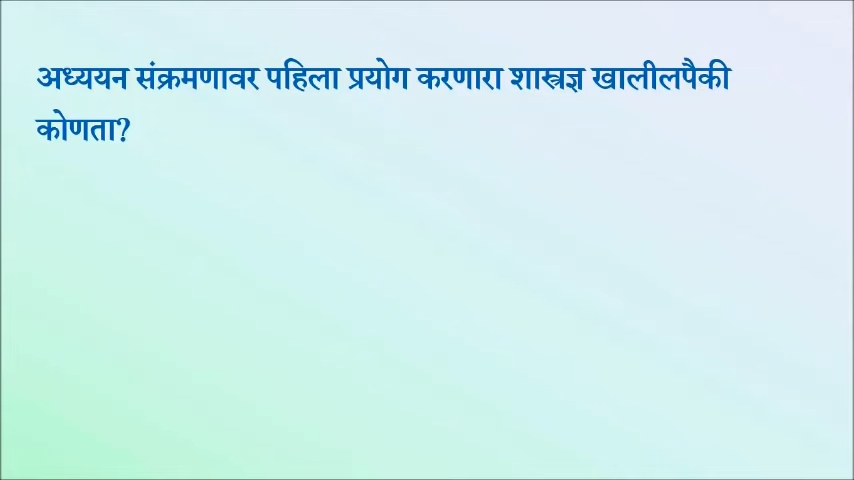 अध्ययन संक्रमणावर पहिला प्रयोग करणारा शास्त्रज्ञ खालीलपैकी
कोणता?